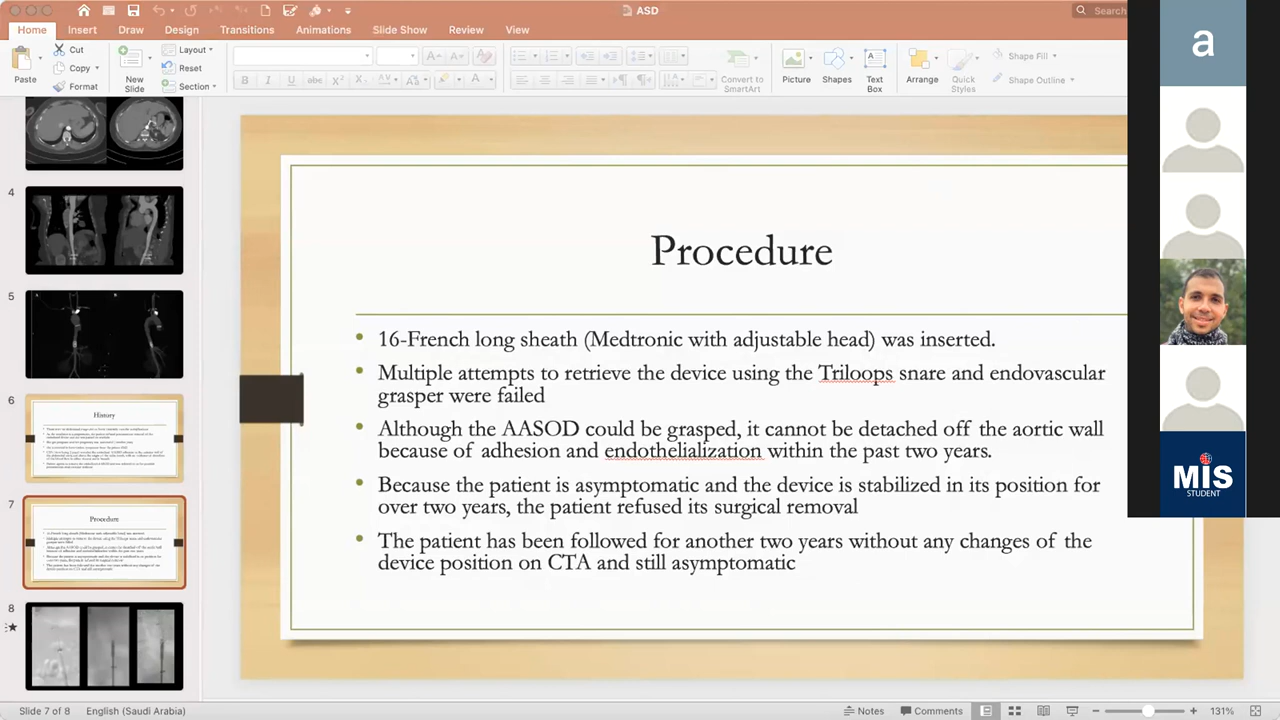 ASD
Search
Home Insert Draw Design Transitions Animations Slide Show Review View
Paste
Cut
Copy
Format
New Slide
Layout
Reset
Section
Convert to SmartArt
Picture
Shapes
Text Box
Arrange
Quick Styles
Shape Fill
Shape Outline
a
MIS
STUDENT
4
5
6
History
7
Procedure
8
Procedure
16-French long sheath (Medtronic with adjustable head) was inserted.
Multiple attempts to retrieve the device using the Triloops snare and endovascular
grasper were failed
Although the AASOD could be grasped, it cannot be detached off the aortic wall
because of adhesion and endothelialization within the past two years.
Because the patient is asymptomatic and the device is stabilized in its position for
over two years, the patient refused its surgical removal
The patient has been followed for another two years without any changes of the
device position on CTA and still asymptomatic
Slide 7 of 8 English (Saudi Arabia) Notes Comments 131%